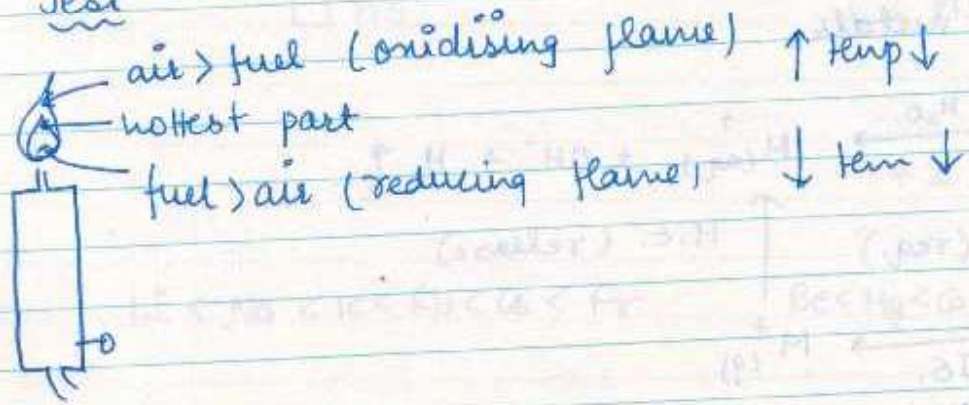 Test
air > fuel (oxidising flame) ↑ temp ↓
hottest part
fuel > air (reducing flame) ↓ tem ↓